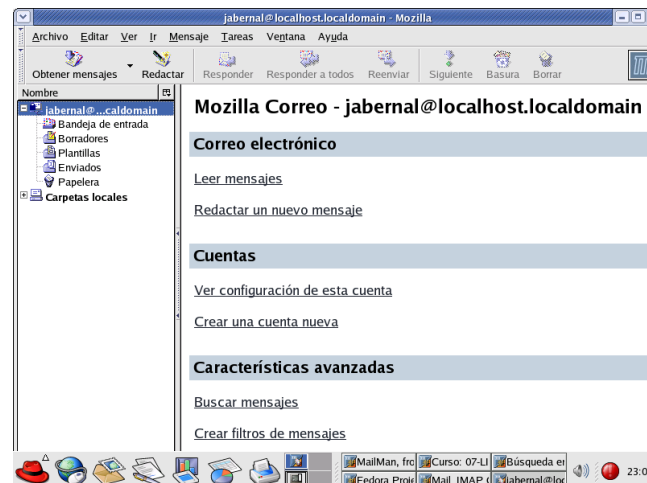 jabernal@localhost.localdomain - Mozilla
Archivo Editar Ver Ir Mensaje Tareas Ventana Ayuda
Obtener mensajes Redactar Responder Responder a todos Reenviar Siguiente Basura Borrar
Nombre
jabernal@...caldomain
Bandeja de entrada
Borradores
Plantillas
Enviados
Papelera
Carpetas locales
Mozilla Correo - jabernal@localhost.localdomain
Correo electrónico
Leer mensajes
Redactar un nuevo mensaje
Cuentas
Ver configuración de esta cuenta
Crear una cuenta nueva
Características avanzadas
Buscar mensajes
Crear filtros de mensajes
MailMan, fro Curso: 07-LI Búsqueda en
Fedora Proje Mail_IMAP jabernal@loc
23:0